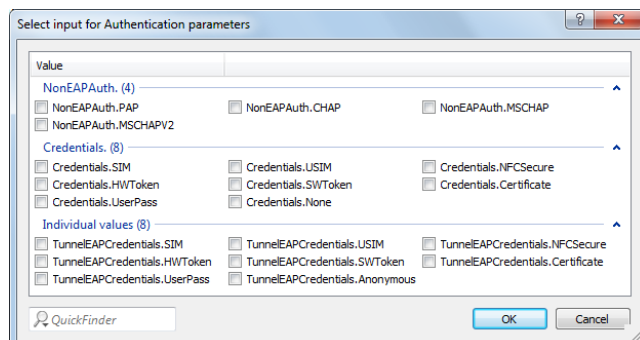 Select input for Authentication parameters
Value
NonEAPAuth. (4)
NonEAPAuth.PAP NonEAPAuth.CHAP NonEAPAuth.MSCHAP
NonEAPAuth.MSCHAPV2
Credentials. (8)
Credentials.SIM Credentials.USIM Credentials.NFCSecure
Credentials.HWToken Credentials.SWToken Credentials.Certificate
Credentials.UserPass Credentials.None
Individual values (8)
TunnelEAPCredentials.SIM TunnelEAPCredentials.USIM TunnelEAPCredentials.NFCSecure
TunnelEAPCredentials.HWToken TunnelEAPCredentials.SWToken TunnelEAPCredentials.Certificate
TunnelEAPCredentials.UserPass TunnelEAPCredentials.Anonymous
QuickFinder OK Cancel